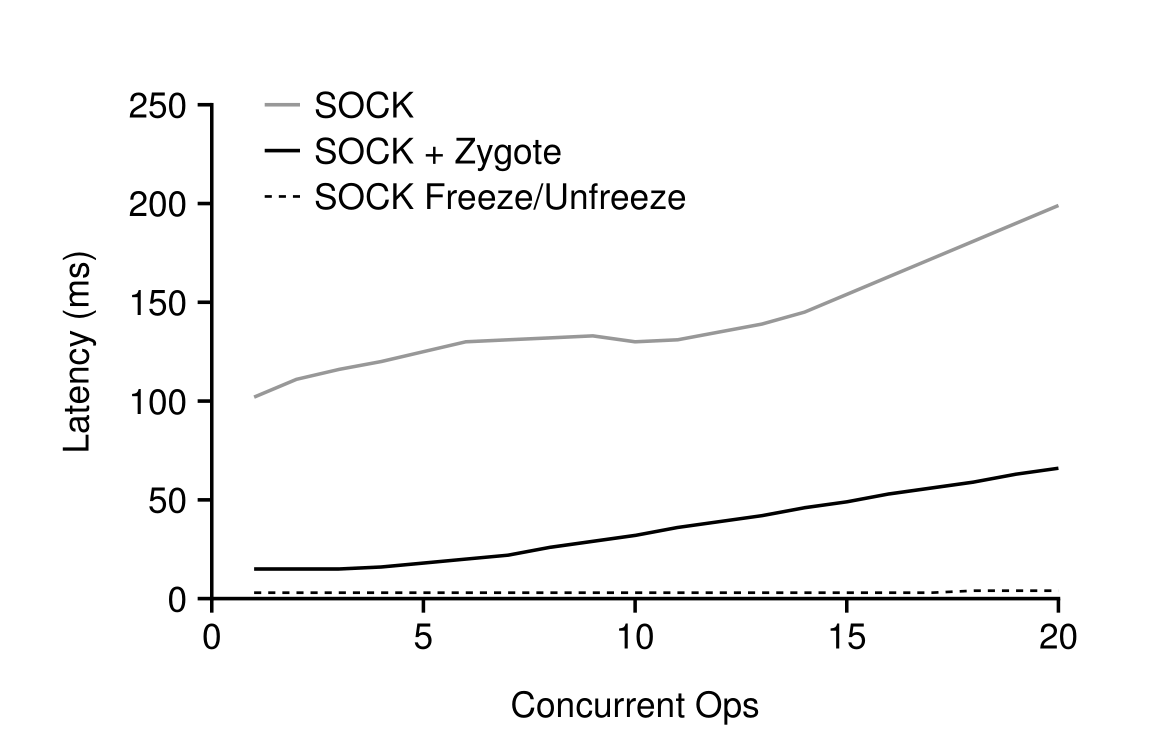 250
200
150
100
50
0
SOCK
SOCK + Zygote
SOCK Freeze/Unfreeze
Latency (ms)
0 5 10 15 20
Concurrent Ops